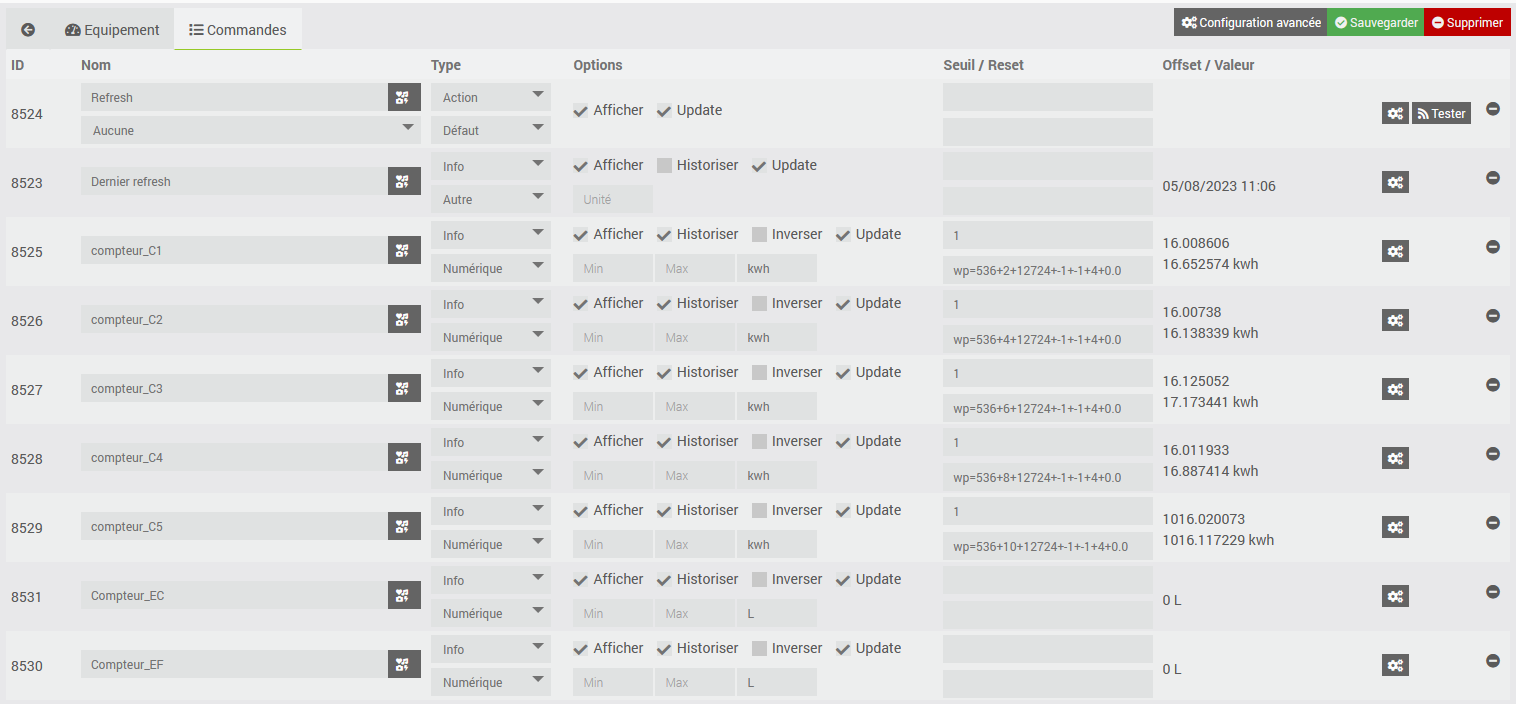 Equipement
Commandes
Configuration avancée
Sauvegarder
Supprimer
ID Nom Type Options Seuil / Reset Offset / Valeur
8524
Refresh
Action
Afficher Update
Aucune
Défaut
Tester
8523
Dernier refresh
Info
Afficher Historiser Update
Autre
Unité
05/08/2023 11:06
8525
compteur_C1
Info
Afficher Historiser Inverser Update
1
Numérique
Min Max kwh
wp=536+2+12724+-1+-1+4+0.0
16.008606
16.652574 kwh
8526
compteur_C2
Info
Afficher Historiser Inverser Update
1
Numérique
Min Max kwh
wp=536+4+12724+-1+-1+4+0.0
16.00738
16.138339 kwh
8527
compteur_C3
Info
Afficher Historiser Inverser Update
1
Numérique
Min Max kwh
wp=536+6+12724+-1+-1+4+0.0
16.125052
17.173441 kwh
8528
compteur_C4
Info
Afficher Historiser Inverser Update
1
Numérique
Min Max kwh
wp=536+8+12724+-1+-1+4+0.0
16.011933
16.887414 kwh
8529
compteur_C5
Info
Afficher Historiser Inverser Update
1
Numérique
Min Max kwh
wp=536+10+12724+-1+-1+4+0.0
1016.020073
1016.117229 kwh
8531
Compteur_EC
Info
Afficher Historiser Inverser Update
Numérique
Min Max L
0 L
8530
Compteur_EF
Info
Afficher Historiser Inverser Update
Numérique
Min Max L
0 L